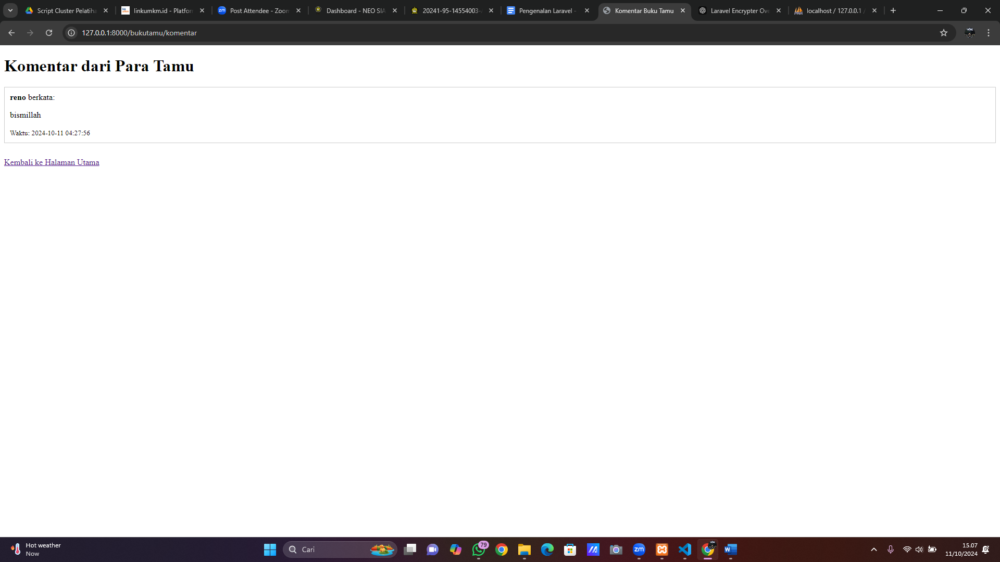 Script Cluster Pelatiha
linkumkm.id - Platforn
Post Attendee - Zoom
Dashboard - NEO SIA
20241-95-14554003-
Pengenalan Laravel -
Komentar Buku Tamu
Laravel Encrypter Ove
localhost / 127.0.0.1 /
127.0.0.1:8000/bukutamu/komentar
Komentar dari Para Tamu
reno berkata:
bismillah
Waktu: 2024-10-11 04:27:56
Kembali ke Halaman Utama
Hot weather
Now
Cari
79
15.07
11/10/2024